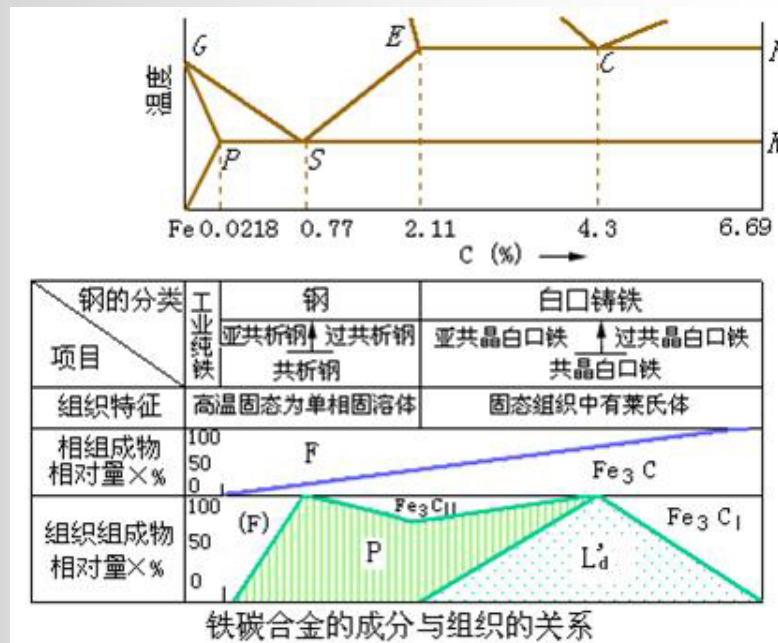 G
E
C
温度
P
S
Fe 0.0218 0.77 2.11 4.3 6.69
C (%)
钢的分类
项目
工业纯铁
钢
白口铸铁
亚共析钢 过共析钢
共析钢
亚共晶白口铁 过共晶白口铁
共晶白口铁
组织特征
高温固态为单相固溶体
固态组织中有莱氏体
相组成物
相对量×%
100
50
0
F
Fe₃C
组织组成物
相对量×%
100
50
0
(F)
P
Fe₃CⅡ
L'd
Fe₃CⅠ
铁碳合金的成分与组织的关系